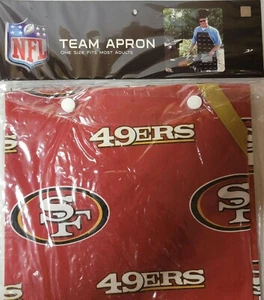 NFL
TEAM APRON
ONE SIZE FITS MOST ADULTS
49ERS
SF
SF
49ERS